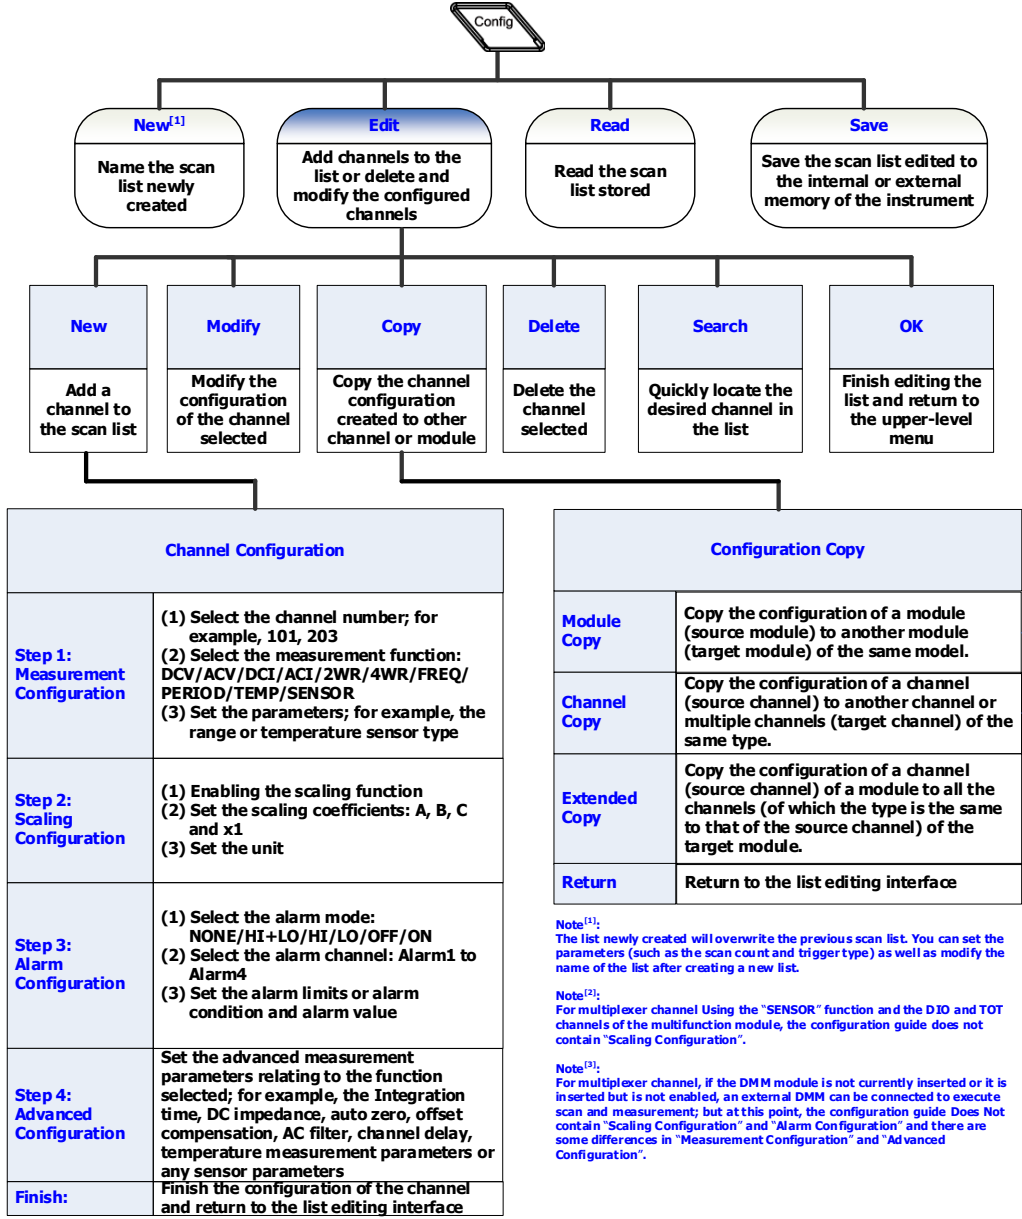 Config
New[1]
Name the scan
list newly
created
Edit
Add channels to the
list or delete and
modify the configured
channels
Read
Read the scan
list stored
Save
Save the scan list edited to
the internal or external
memory of the instrument
New
Add a
channel to
the scan list
Modify
Modify the
configuration
of the channel
selected
Copy
Copy the channel
configuration
created to other
channel or module
Delete
Delete the
channel
selected
Search
Quickly locate the
desired channel in
the list
OK
Finish editing the
list and return to
the upper-level
menu
Channel Configuration
Step 1:
Measurement
Configuration
(1) Select the channel number; for
example, 101, 203
(2) Select the measurement function:
DCV/ACV/DCI/ACI/2WR/4WR/FREQ/
PERIOD/TEMP/SENSOR
(3) Set the parameters; for example, the
range or temperature sensor type
Step 2:
Scaling
Configuration
(1) Enabling the scaling function
(2) Set the scaling coefficients: A, B, C
and x1
(3) Set the unit
Step 3:
Alarm
Configuration
(1) Select the alarm mode:
NONE/HI+LO/HI/LO/OFF/ON
(2) Select the alarm channel: Alarm1 to
Alarm4
(3) Set the alarm limits or alarm
condition and alarm value
Step 4:
Advanced
Configuration
Set the advanced measurement
parameters relating to the function
selected; for example, the Integration
time, DC impedance, auto zero, offset
compensation, AC filter, channel delay,
temperature measurement parameters or
any sensor parameters
Finish:
Finish the configuration of the channel
and return to the list editing interface
Configuration Copy
Module
Copy
Copy the configuration of a module
(source module) to another module
(target module) of the same model.
Channel
Copy
Copy the configuration of a channel
(source channel) to another channel or
multiple channels (target channel) of the
same type.
Extended
Copy
Copy the configuration of a channel
(source channel) of a module to all the
channels (of which the type is the same
to that of the source channel) of the
target module.
Return
Return to the list editing interface
Note[1]:
The list newly created will overwrite the previous scan list. You can set the
parameters (such as the scan count and trigger type) as well as modify the
name of the list after creating a new list.
Note[2]:
For multiplexer channel Using the “SENSOR” function and the DIO and TOT
channels of the multifunction module, the configuration guide does not
contain “Scaling Configuration”.
Note[3]:
For multiplexer channel, if the DMM module is not currently inserted or it is
inserted but is not enabled, an external DMM can be connected to execute
scan and measurement; but at this point, the configuration guide Does Not
contain “Scaling Configuration” and “Alarm Configuration” and there are
some differences in “Measurement Configuration” and “Advanced
Configuration”.